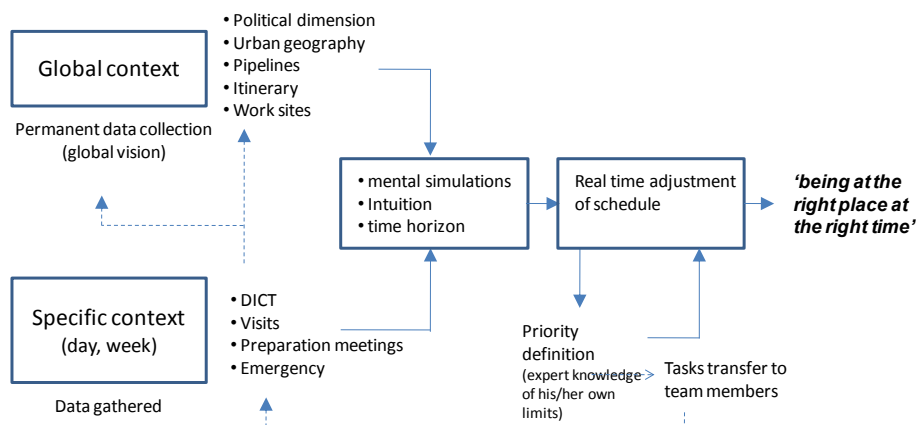 Global context
Permanent data collection
(global vision)
• Political dimension
• Urban geography
• Pipelines
• Itinerary
• Work sites
Specific context
(day, week)
Data gathered
• DICT
• Visits
• Preparation meetings
• Emergency
• mental simulations
• Intuition
• time horizon
Real time adjustment
of schedule
‘being at the
right place at
the right time’
Priority
definition
(expert knowledge
of his/her own
limits)
Tasks transfer to
team members